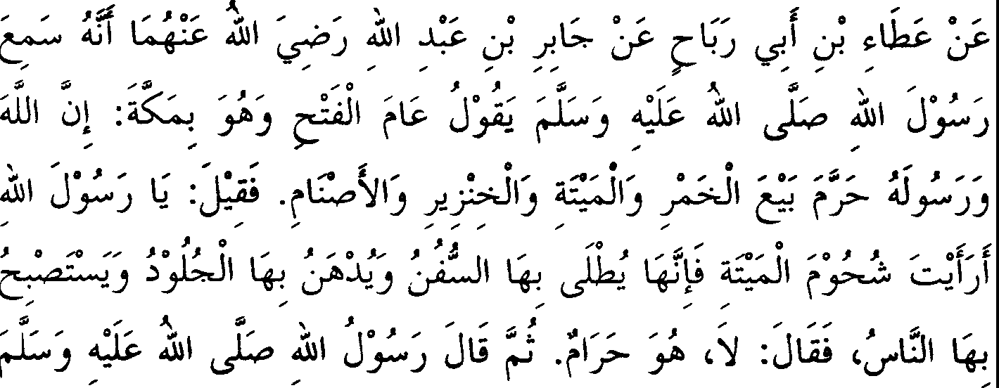 عَنْ عَطَاءِ بْنِ أَبِي رَبَاحٍ عَنْ جَابِرِ بْنِ عَبْدِ اللهِ رَضِيَ اللهُ عَنْهُمَا أَنَّهُ سَمِعَ
رَسُوْلَ اللهِ صَلَّى اللهُ عَلَيْهِ وَسَلَّمَ يَقُوْلُ عَامَ الْفَتْحِ وَهُوَ بِمَكَّةَ: إِنَّ اللَّهَ
وَرَسُولَهُ حَرَّمَ بَيْعَ الْخَمْرِ وَالْمَيْتَةِ وَالْخِنْزِيرِ وَالأَصْنَامِ. فَقِيْلَ: يَا رَسُوْلَ اللهِ
أَرَأَيْتَ شُحُوْمَ الْمَيْتَةِ فَإِنَّهَا يُطْلَى بِهَا السُّفُنُ وَيُدْهَنُ بِهَا الْجُلُوْدُ وَيَسْتَصْبِحُ
بِهَا النَّاسُ، فَقَالَ: لاَ، هُوَ حَرَامٌ. ثُمَّ قَالَ رَسُوْلُ اللهِ صَلَّى اللهُ عَلَيْهِ وَسَلَّمَ